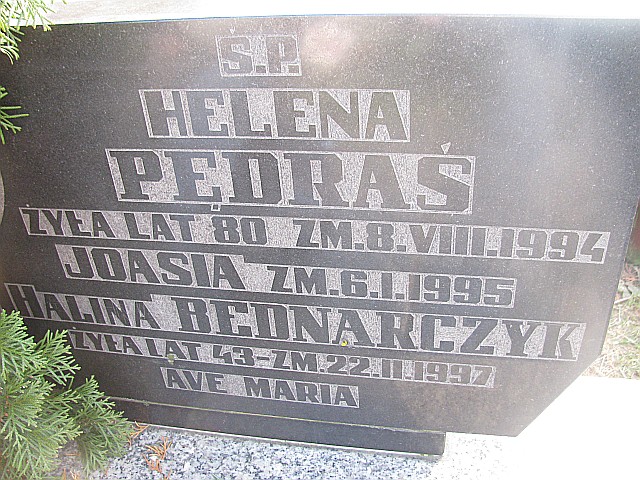 S.P.
HELENA
PĘDRAŚ
ŻYŁA LAT 80 ZM.8.VIII.1994
JOASIA ZM.6.I.1995
HALINA BEDNARCZYK
ŻYŁA LAT 43-ZM.22.II.1997
AVE MARIA